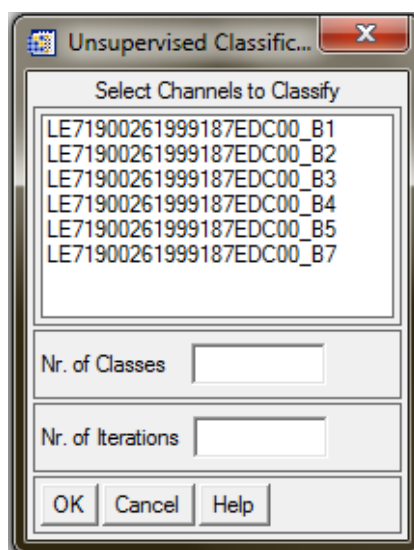 Unsupervised Classific...
Select Channels to Classify
LE71900261999187EDC00_B1
LE71900261999187EDC00_B2
LE71900261999187EDC00_B3
LE71900261999187EDC00_B4
LE71900261999187EDC00_B5
LE71900261999187EDC00_B7
Nr. of Classes
Nr. of Iterations
OK Cancel Help